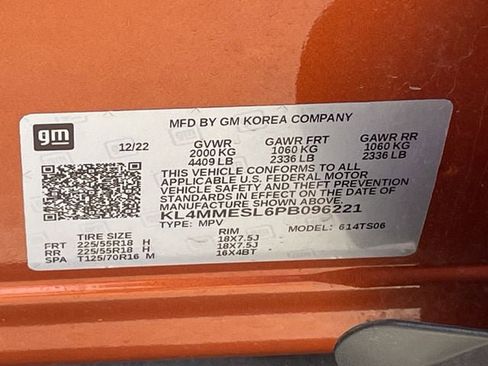 gm
MFD BY GM KOREA COMPANY
12/22 GVWR GAWR FRT GAWR RR
2000 KG 1060 KG 1060 KG
4409 LB 2336 LB 2336 LB
THIS VEHICLE CONFORMS TO ALL
APPLICABLE U.S. FEDERAL MOTOR
VEHICLE SAFETY AND THEFT PREVENTION
STANDARDS IN EFFECT ON THE DATE OF
MANUFACTURE SHOWN ABOVE.
KL4MMESL6PB096221
TYPE: MPV MODEL: 614TS06
TIRE SIZE RIM
FRT 225/55R18 H 18X7.5J
RR 225/55R18 H 18X7.5J
SPA T125/70R16 M 16X4BT